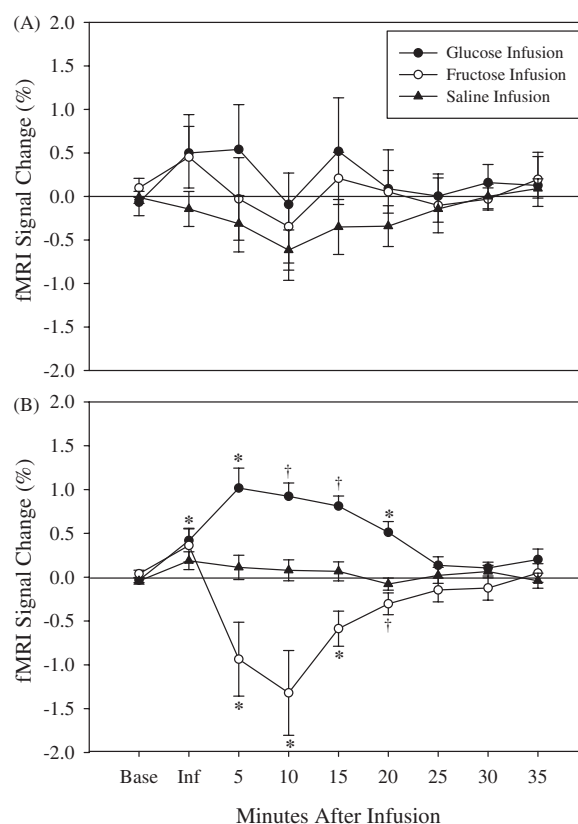 (A)
2.0
1.5
1.0
0.5
0.0
-0.5
-1.0
-1.5
-2.0
fMRI Signal Change (%)
Glucose Infusion
Fructose Infusion
Saline Infusion
(B)
2.0
1.5
1.0
0.5
0.0
-0.5
-1.0
-1.5
-2.0
fMRI Signal Change (%)
* * † † *
* * * †
Base Inf 5 10 15 20 25 30 35
Minutes After Infusion